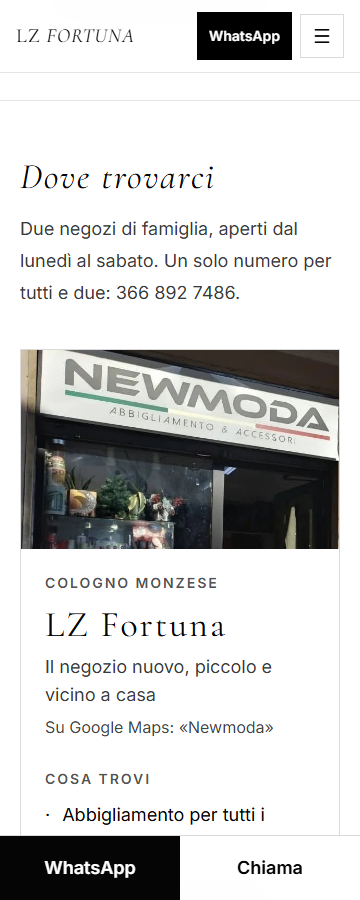 LZ FORTUNA
WhatsApp
☰
Dove trovarci
Due negozi di famiglia, aperti dal
lunedì al sabato. Un solo numero per
tutti e due: 366 892 7486.
NEWMODA
ABBIGLIAMENTO & ACCESSORI
COLOGNO MONZESE
LZ Fortuna
Il negozio nuovo, piccolo e
vicino a casa
Su Google Maps: «Newmoda»
COSA TROVI
· Abbigliamento per tutti i
WhatsApp
Chiama